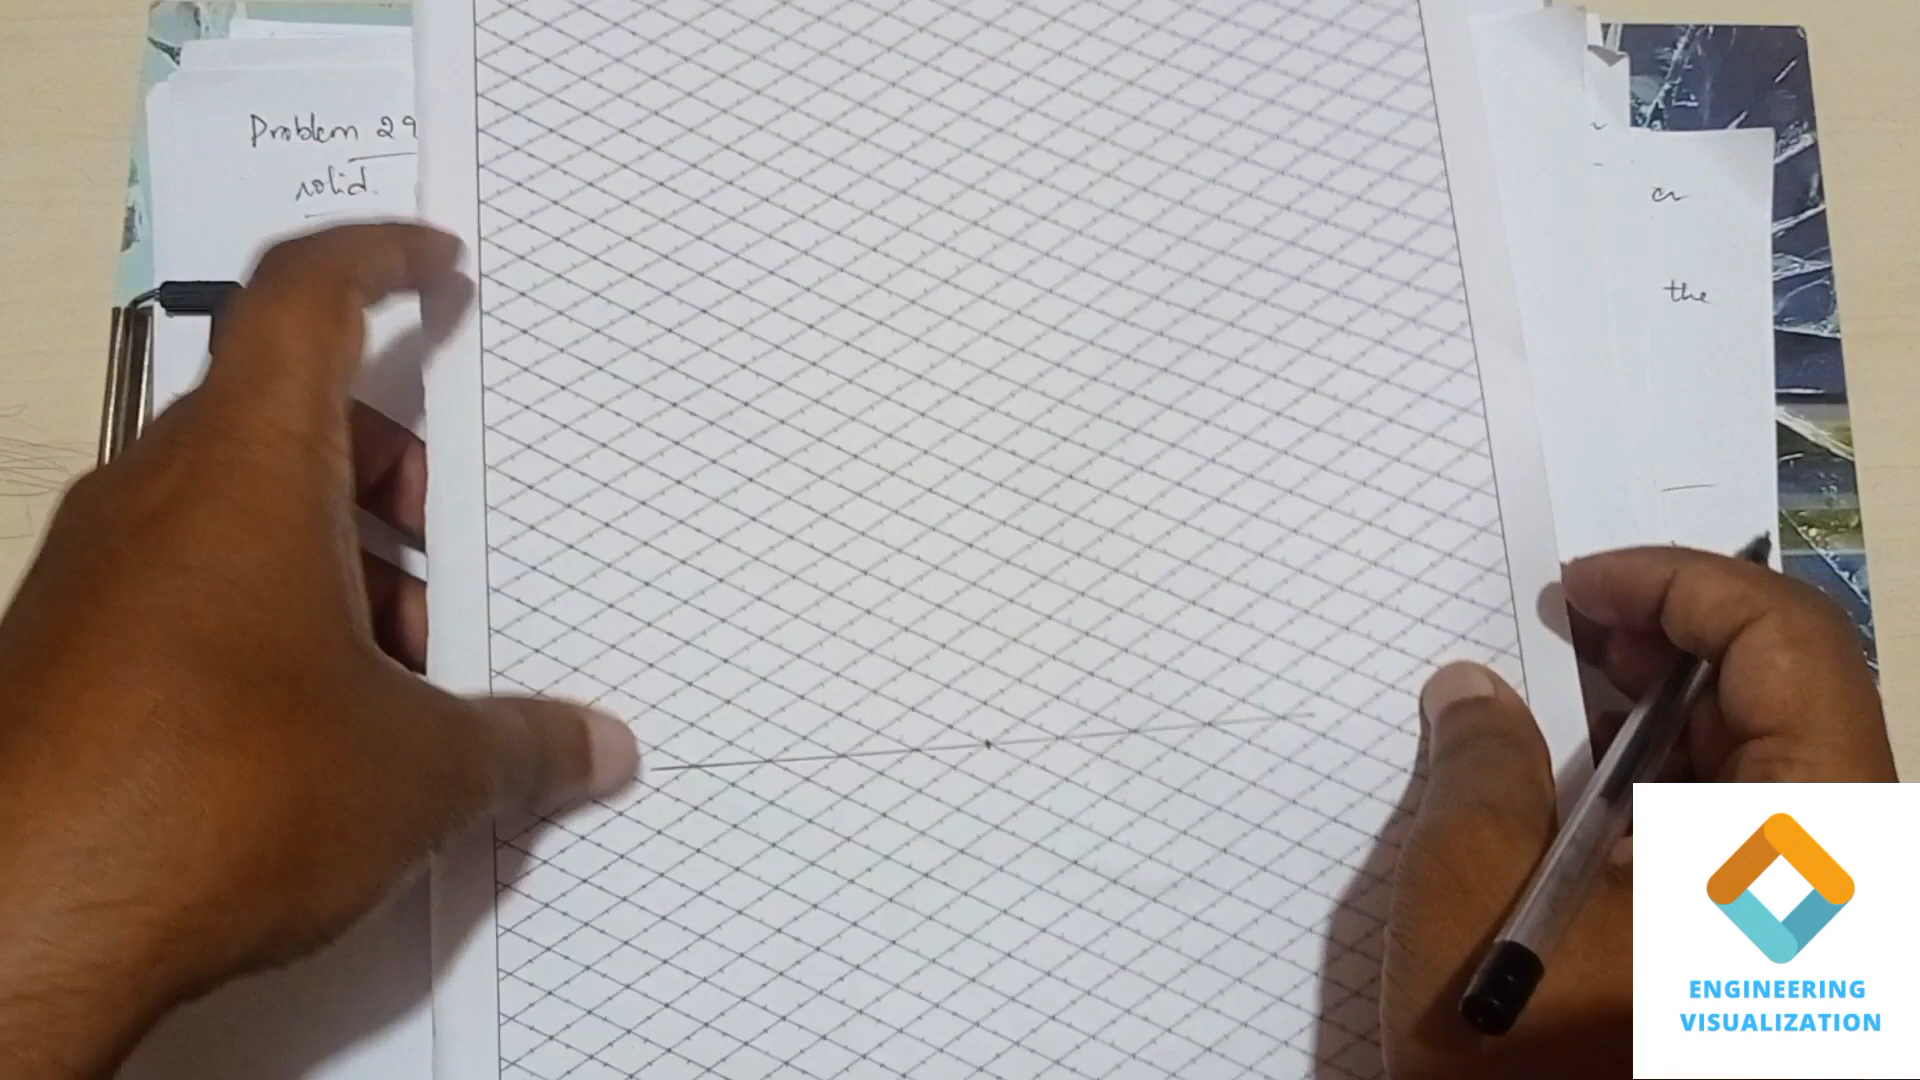 Problem 29
solid.
the
ENGINEERING
VISUALIZATION